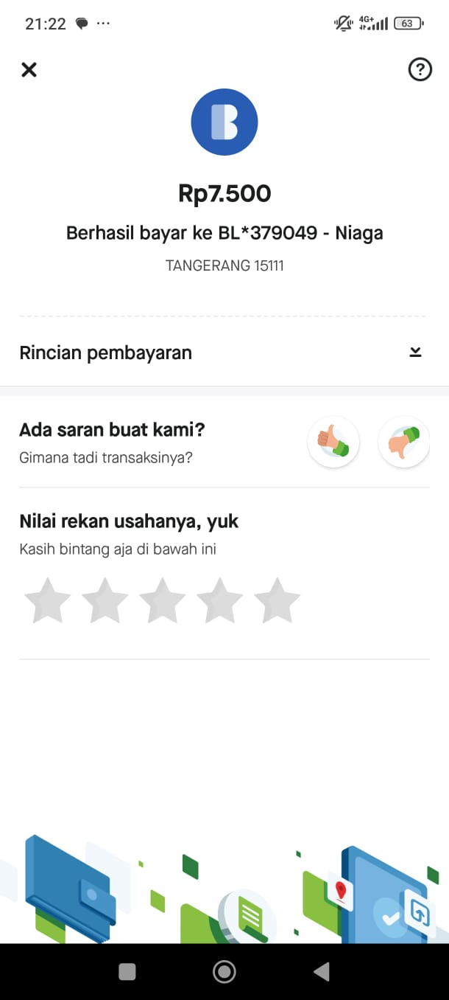 21:22
4G+
63
Rp7.500
Berhasil bayar ke BL*379049 - Niaga
TANGERANG 15111
Rincian pembayaran
Ada saran buat kami?
Gimana tadi transaksinya?
Nilai rekan usahanya, yuk
Kasih bintang aja di bawah ini